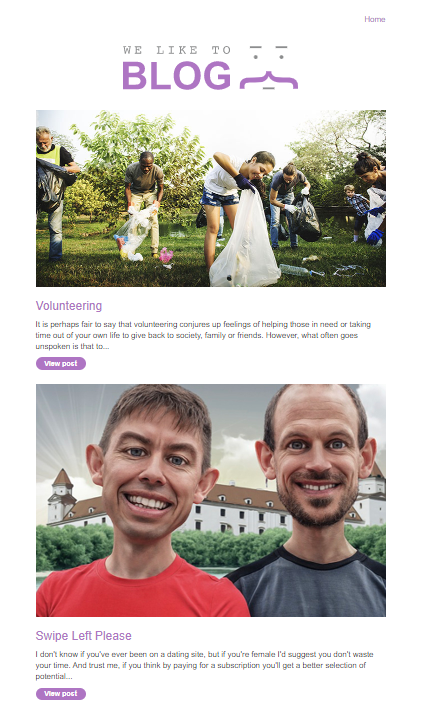 Home
WE LIKE TO
BLOG
Volunteering
It is perhaps fair to say that volunteering conjures up feelings of helping those in need or taking
time out of your own life to give back to society, family or friends. However, what often goes
unspoken is that to...
View post
Swipe Left Please
I don't know if you've ever been on a dating site, but if you're female I'd suggest you don't waste
your time. And trust me, if you think by paying for a subscription you'll get a better selection of
potential...
View post